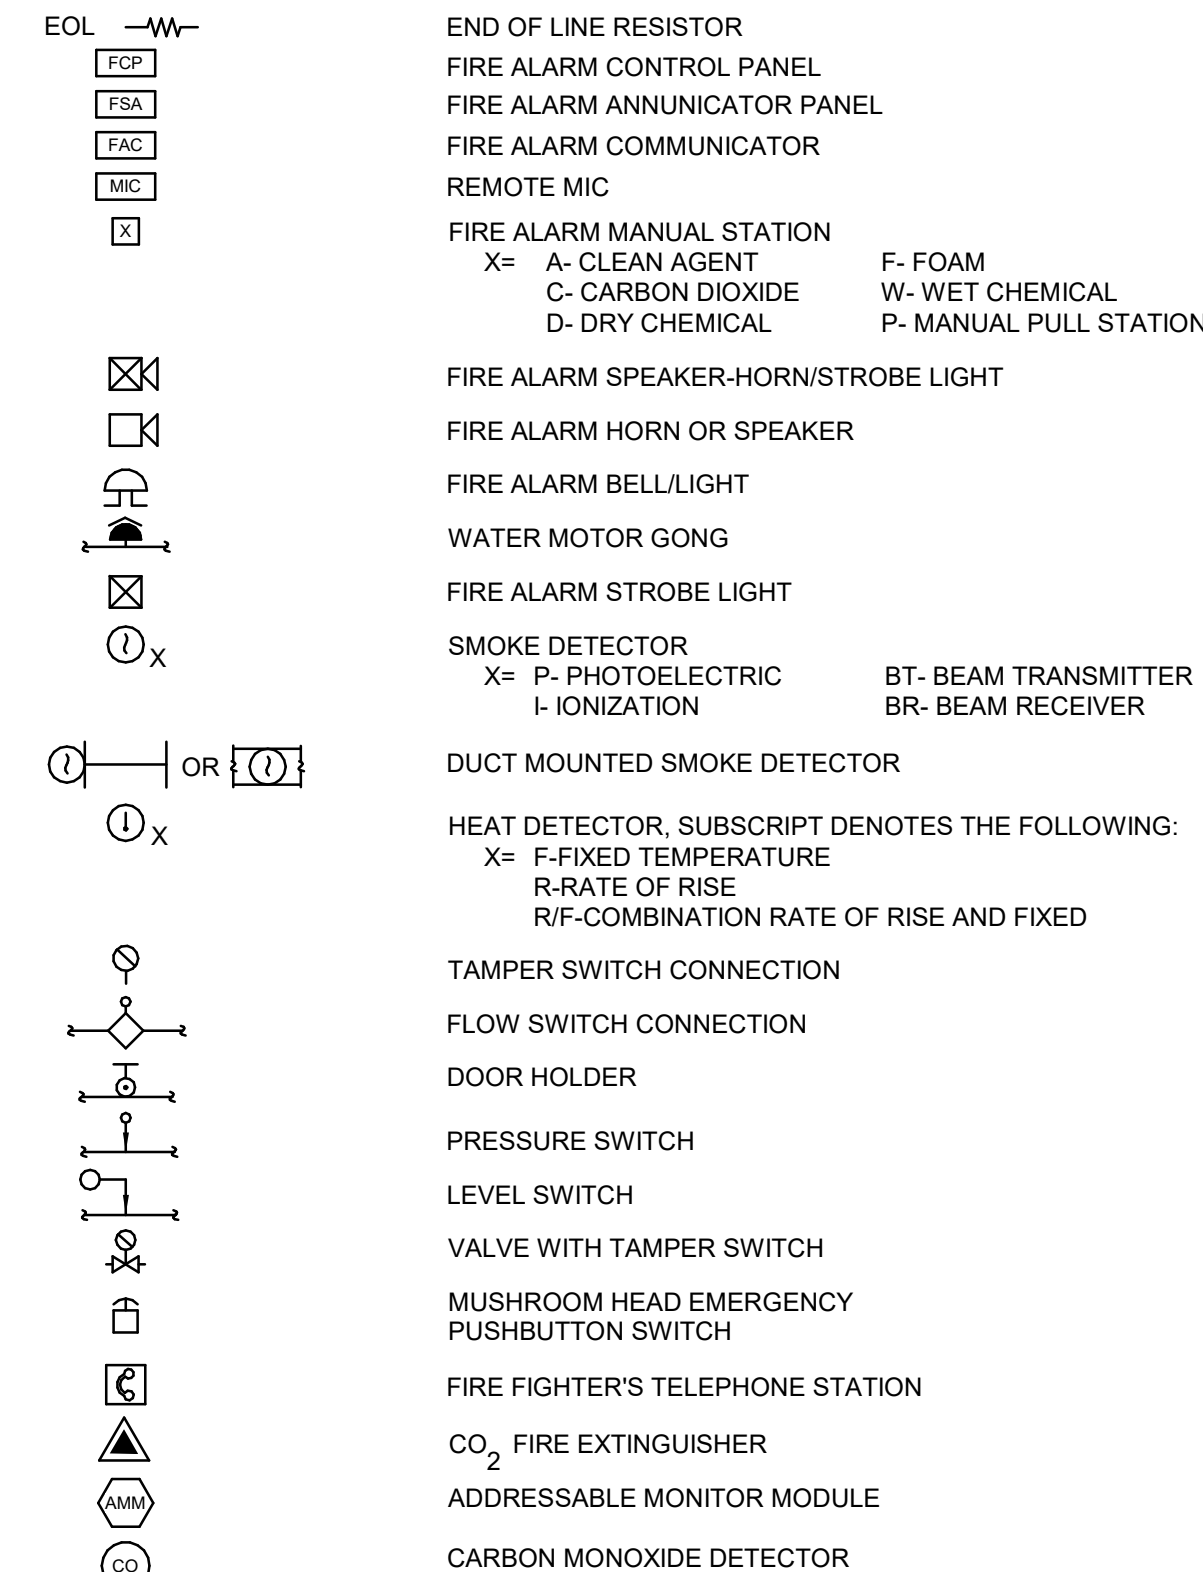 EOL END OF LINE RESISTOR
FCP FIRE ALARM CONTROL PANEL
FSA FIRE ALARM ANNUNICATOR PANEL
FAC FIRE ALARM COMMUNICATOR
MIC REMOTE MIC
X FIRE ALARM MANUAL STATION
X= A- CLEAN AGENT F- FOAM
C- CARBON DIOXIDE W- WET CHEMICAL
D- DRY CHEMICAL P- MANUAL PULL STATION
FIRE ALARM SPEAKER-HORN/STROBE LIGHT
FIRE ALARM HORN OR SPEAKER
FIRE ALARM BELL/LIGHT
WATER MOTOR GONG
FIRE ALARM STROBE LIGHT
X SMOKE DETECTOR
X= P- PHOTOELECTRIC BT- BEAM TRANSMITTER
I- IONIZATION BR- BEAM RECEIVER
OR DUCT MOUNTED SMOKE DETECTOR
X HEAT DETECTOR, SUBSCRIPT DENOTES THE FOLLOWING:
X= F-FIXED TEMPERATURE
R-RATE OF RISE
R/F-COMBINATION RATE OF RISE AND FIXED
TAMPER SWITCH CONNECTION
FLOW SWITCH CONNECTION
DOOR HOLDER
PRESSURE SWITCH
LEVEL SWITCH
VALVE WITH TAMPER SWITCH
MUSHROOM HEAD EMERGENCY
PUSHBUTTON SWITCH
FIRE FIGHTER'S TELEPHONE STATION
CO2 FIRE EXTINGUISHER
AMM ADDRESSABLE MONITOR MODULE
CO CARBON MONOXIDE DETECTOR